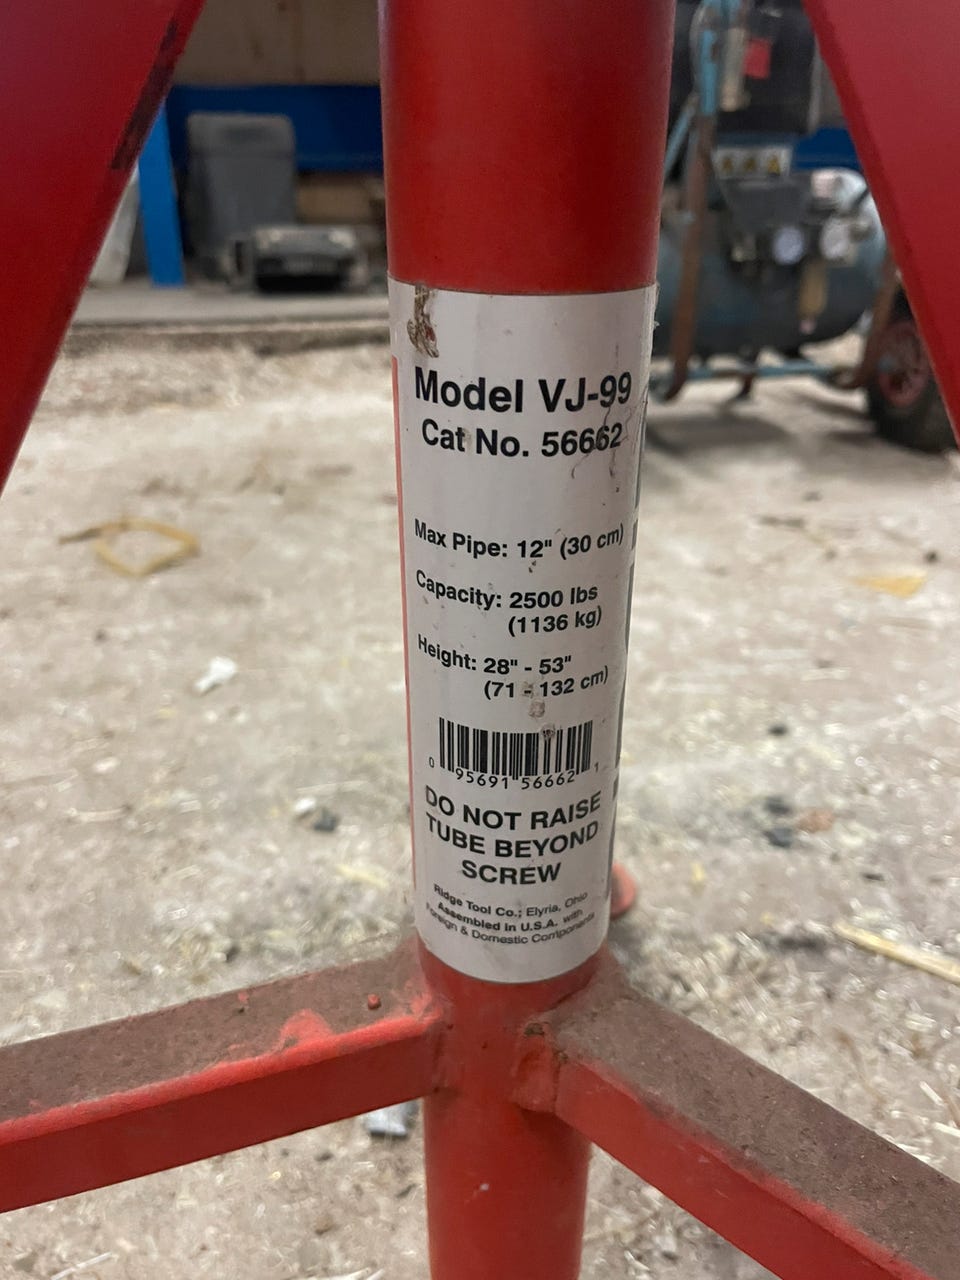 Model VJ-99
Cat No. 56662
Max Pipe: 12" (30 cm)
Capacity: 2500 lbs
(1136 kg)
Height: 28" - 53"
(71 - 132 cm)
0 95691 56662 1
DO NOT RAISE
TUBE BEYOND
SCREW
Ridge Tool Co.; Elyria, Ohio
Assembled in U.S.A. with
Foreign & Domestic Components